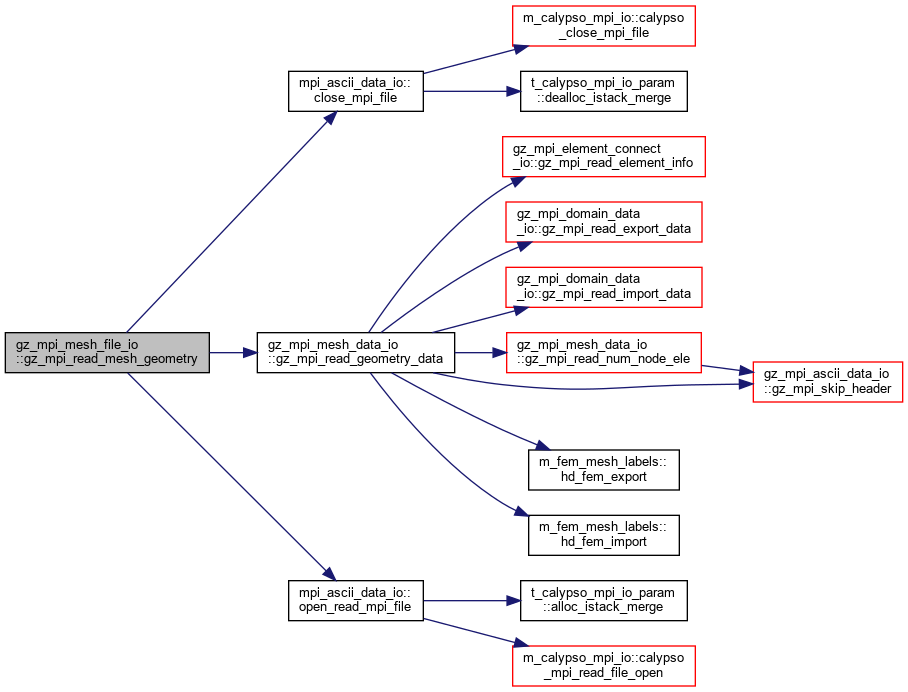 m_calypso_mpi_io::calypso
_close_mpi_file
mpi_ascii_data_io::
close_mpi_file
t_calypso_mpi_io_param
::dealloc_istack_merge
gz_mpi_element_connect
_io::gz_mpi_read_element_info
gz_mpi_domain_data
_io::gz_mpi_read_export_data
gz_mpi_domain_data
_io::gz_mpi_read_import_data
gz_mpi_mesh_file_io
::gz_mpi_read_mesh_geometry
gz_mpi_mesh_data_io
::gz_mpi_read_geometry_data
gz_mpi_mesh_data_io
::gz_mpi_read_num_node_ele
gz_mpi_ascii_data_io
::gz_mpi_skip_header
m_fem_mesh_labels::
hd_fem_export
m_fem_mesh_labels::
hd_fem_import
mpi_ascii_data_io::
open_read_mpi_file
t_calypso_mpi_io_param
::alloc_istack_merge
m_calypso_mpi_io::calypso
_mpi_read_file_open